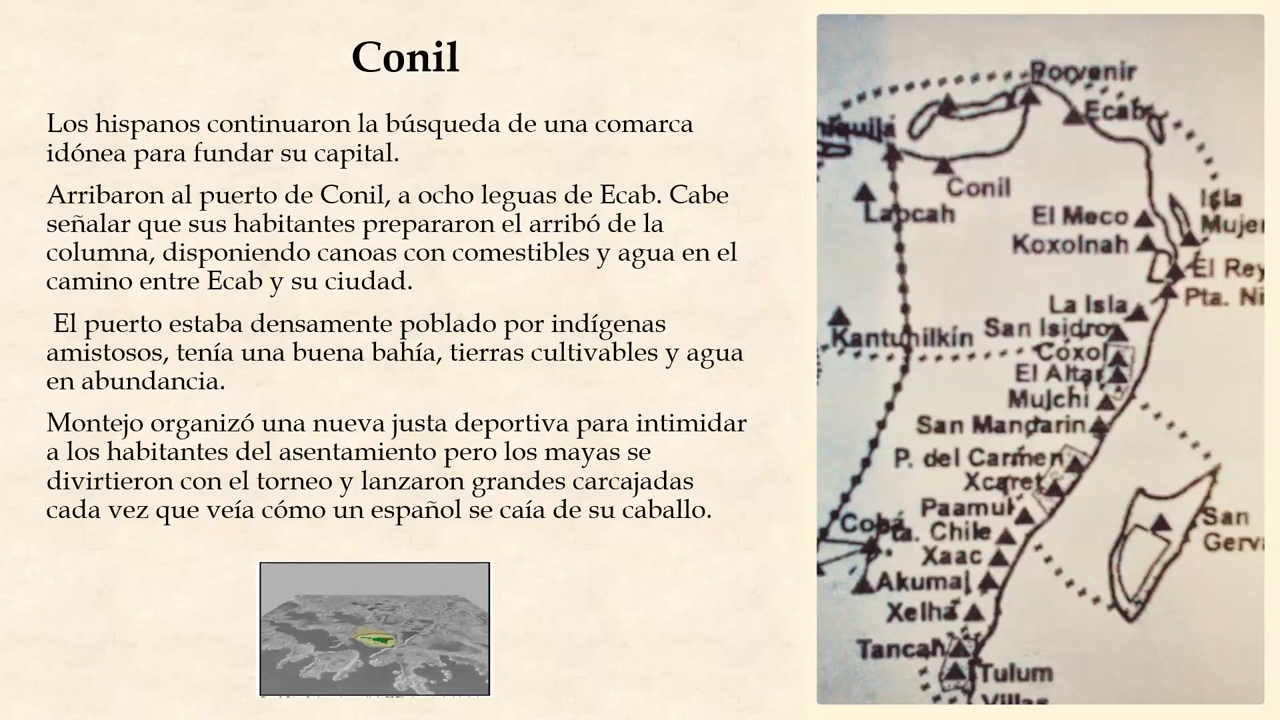 Conil
Los hispanos continuaron la búsqueda de una comarca
idónea para fundar su capital.
Arribaron al puerto de Conil, a ocho leguas de Ecab. Cabe
señalar que sus habitantes prepararon el arribó de la
columna, disponiendo canoas con comestibles y agua en el
camino entre Ecab y su ciudad.
El puerto estaba densamente poblado por indígenas
amistosos, tenía una buena bahía, tierras cultivables y agua
en abundancia.
Montejo organizó una nueva justa deportiva para intimidar
a los habitantes del asentamiento pero los mayas se
divirtieron con el torneo y lanzaron grandes carcajadas
cada vez que veía cómo un español se caía de su caballo.
Porvenir
Ecab
Conil
Lapcah
Isla
Mujer
El Meco
Koxolnah
El Rey
Pta. Ni
La Isla
San Isidro
Kantunilkín
Coxol
El Altar
Mulchi
San Mandarin
P. del Carmen
Xcaret
Paamul
Cobá
ta. Chile
San
Gerv
Xaac
Akumal
Xelha
Tancah
Tulum
Villas